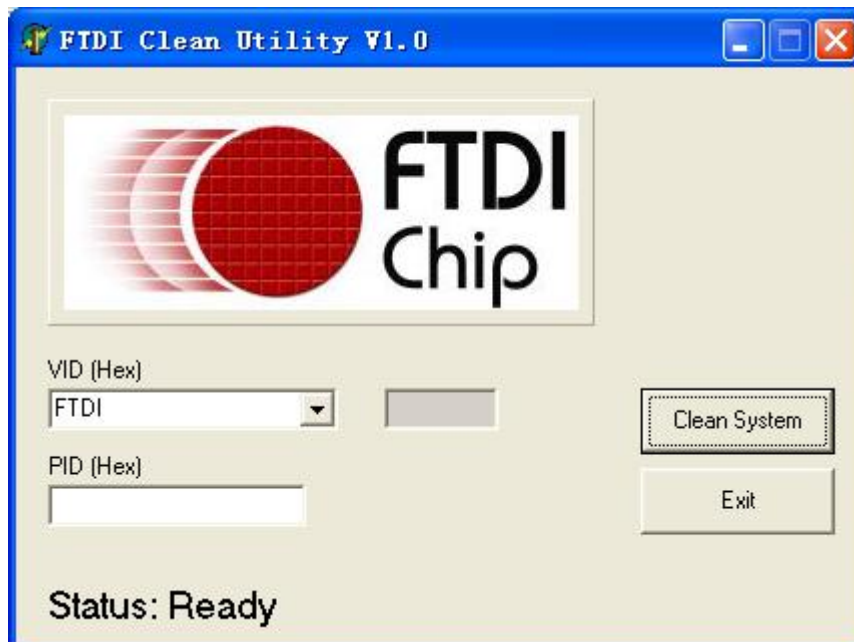 FTDI Clean Utility V1.0
FTDI
Chip
VID (Hex)
FTDI
Clean System
PID (Hex)
Exit
Status: Ready